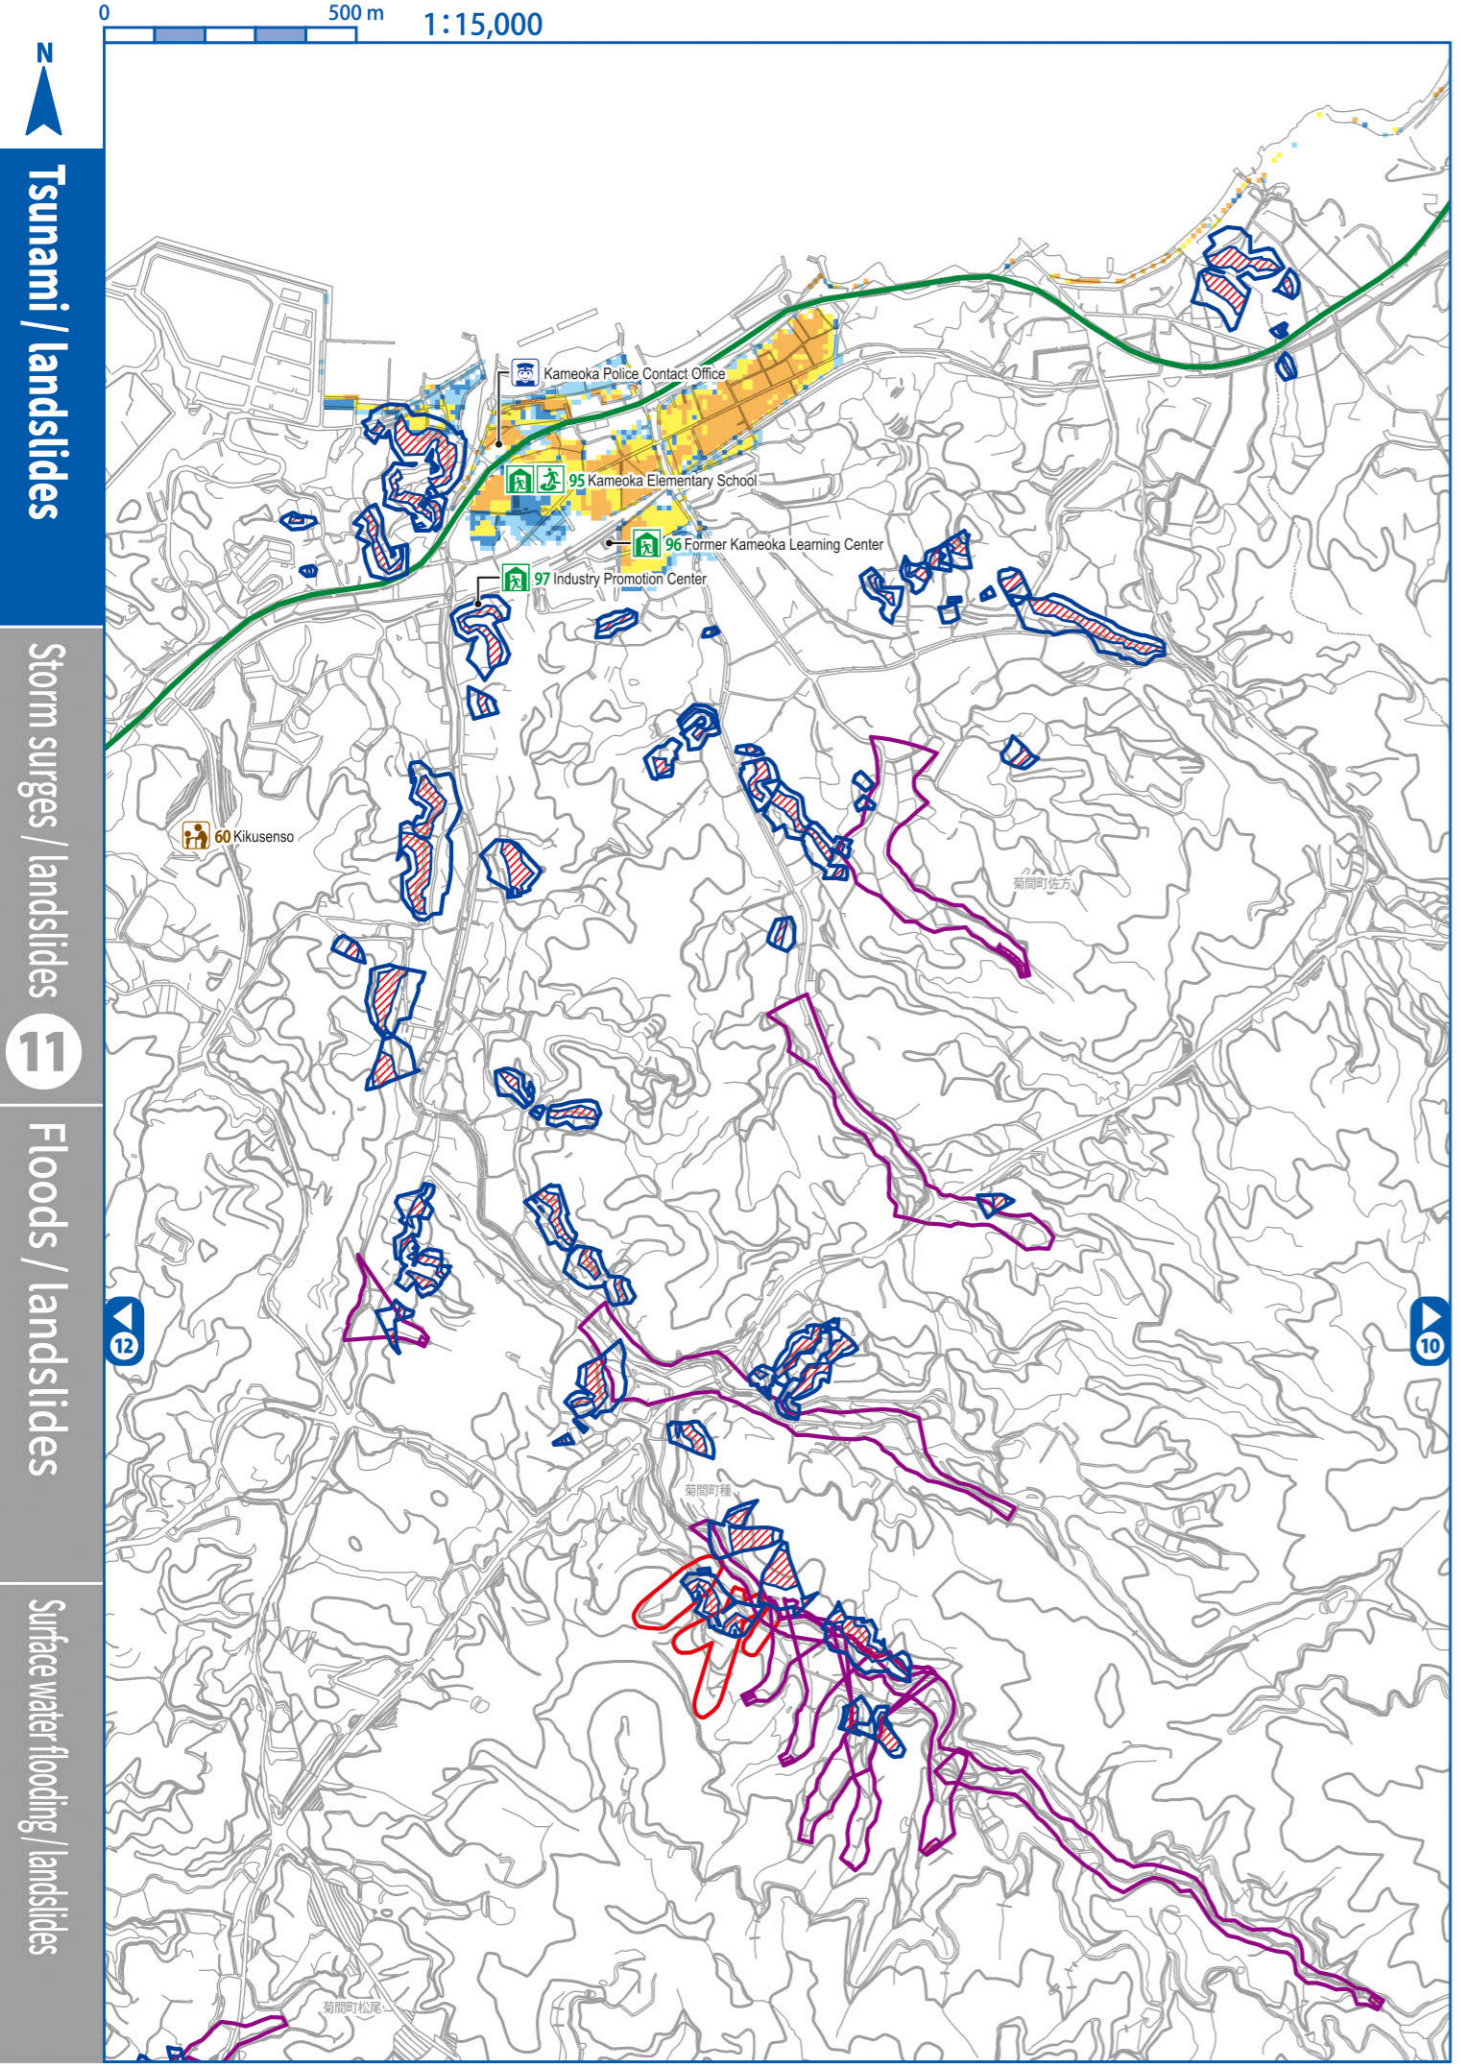 0
500 m
1:15,000
N
Tsunami / landslides
Storm surges / landslides
11
Floods / landslides
Surface water flooding / landslides
Kameoka Police Contact Office
95 Kameoka Elementary School
96 Former Kameoka Learning Center
97 Industry Promotion Center
60 Kikusenso
菊間町佐方
12
10
菊間町種
菊間町松尾